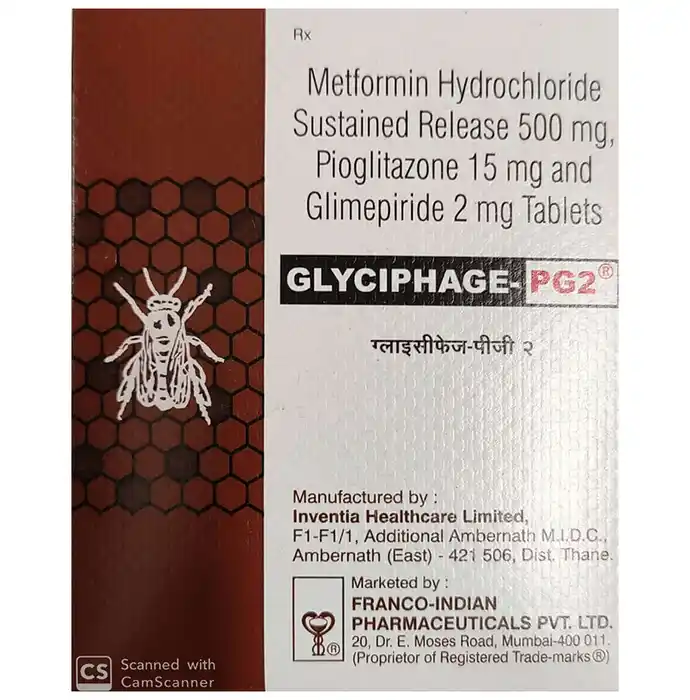 Rx
Metformin Hydrochloride
Sustained Release 500 mg,
Pioglitazone 15 mg and
Glimepiride 2 mg Tablets
GLYCIPHAGE-PG2®
ग्लाइसीफेज-पीजी २
Manufactured by :
Inventia Healthcare Limited,
F1-F1/1, Additional Ambernath M.I.D.C.,
Ambernath (East) - 421 506, Dist. Thane.
Marketed by :
FRANCO-INDIAN
PHARMACEUTICALS PVT. LTD.
20, Dr. E. Moses Road, Mumbai-400 011.
(Proprietor of Registered Trade-marks®)
®
CS Scanned with
CamScanner